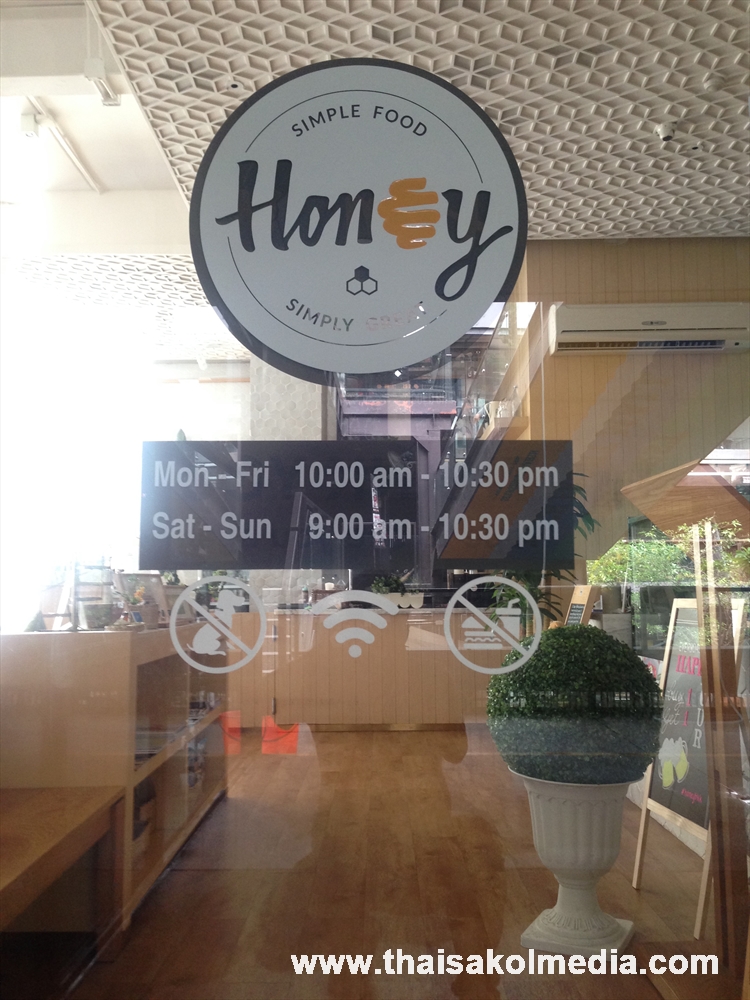 SIMPLE FOOD
Honey
SIMPLY GREAT
Mon - Fri 10:00 am - 10:30 pm
Sat - Sun 9:00 am - 10:30 pm
www.thaisakolmedia.com